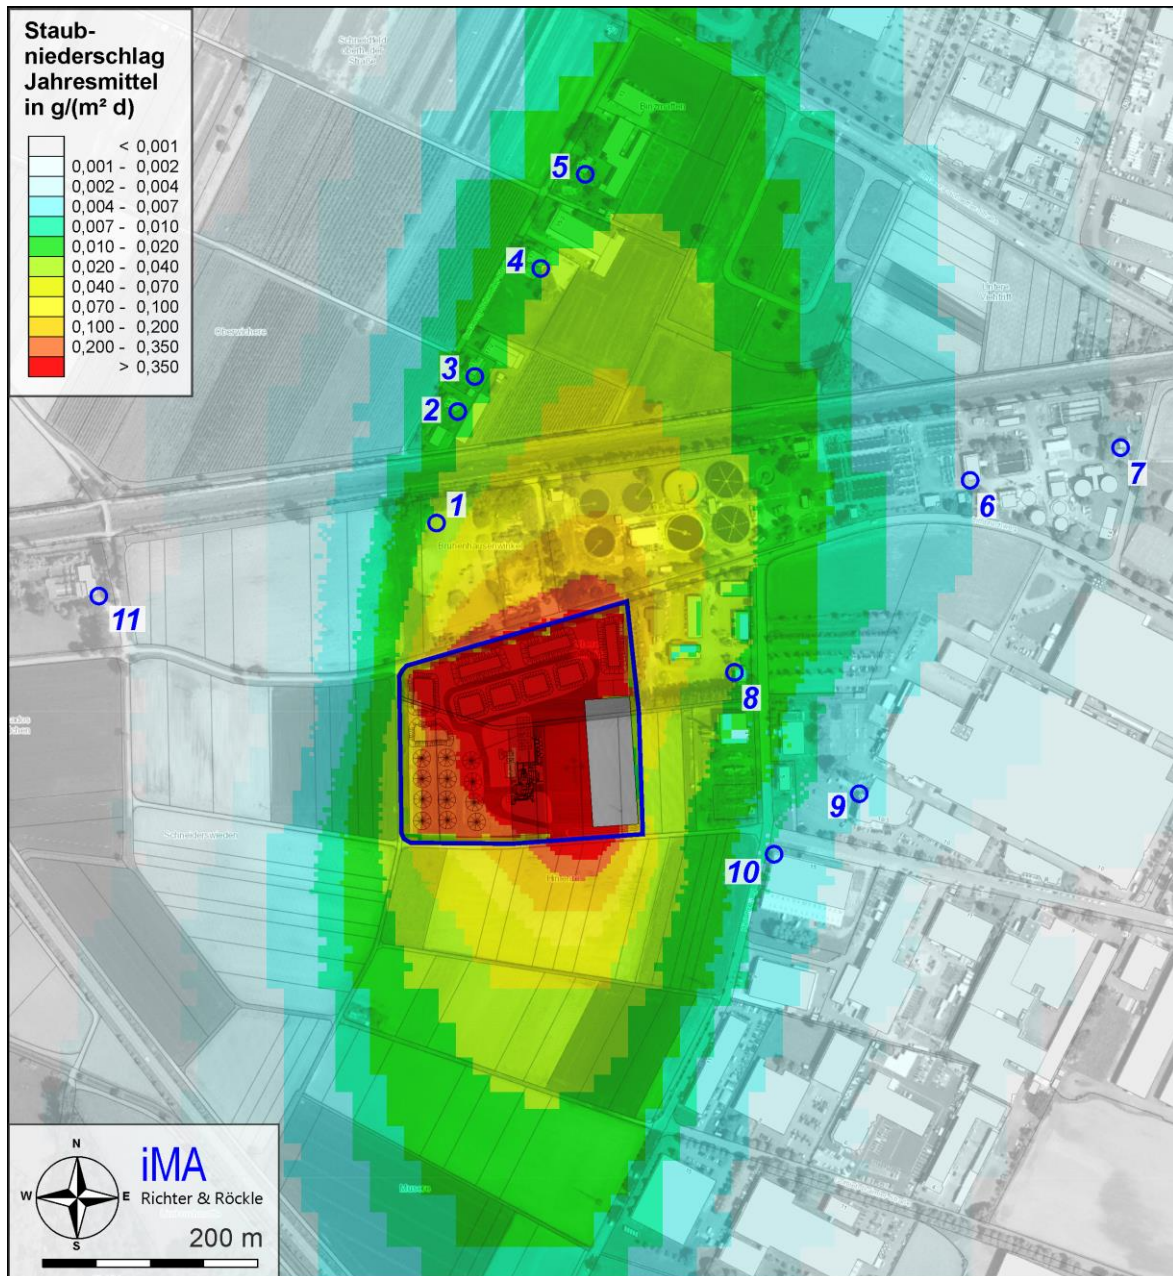 Staub-
niederschlag
Jahresmittel
in g/(m² d)
< 0,001
0,001 - 0,002
0,002 - 0,004
0,004 - 0,007
0,007 - 0,010
0,010 - 0,020
0,020 - 0,040
0,040 - 0,070
0,070 - 0,100
0,100 - 0,200
0,200 - 0,350
> 0,350
5
4
3
2
1
7
6
11
8
9
10
N
W
E
S
iMA
Richter & Röckle
200 m